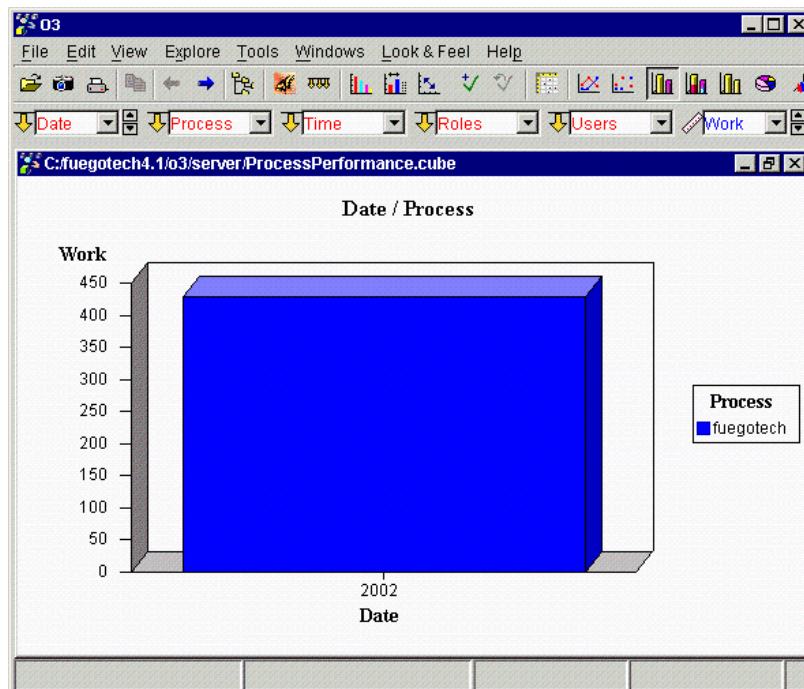 O3
File Edit View Explore Tools Windows Look & Feel Help
Date Process Time Roles Users Work
C:/fuegotech4.1/o3/server/ProcessPerformance.cube
Date / Process
Work
450
400
350
300
250
200
150
100
50
0
2002
Date
Process
fuegotech